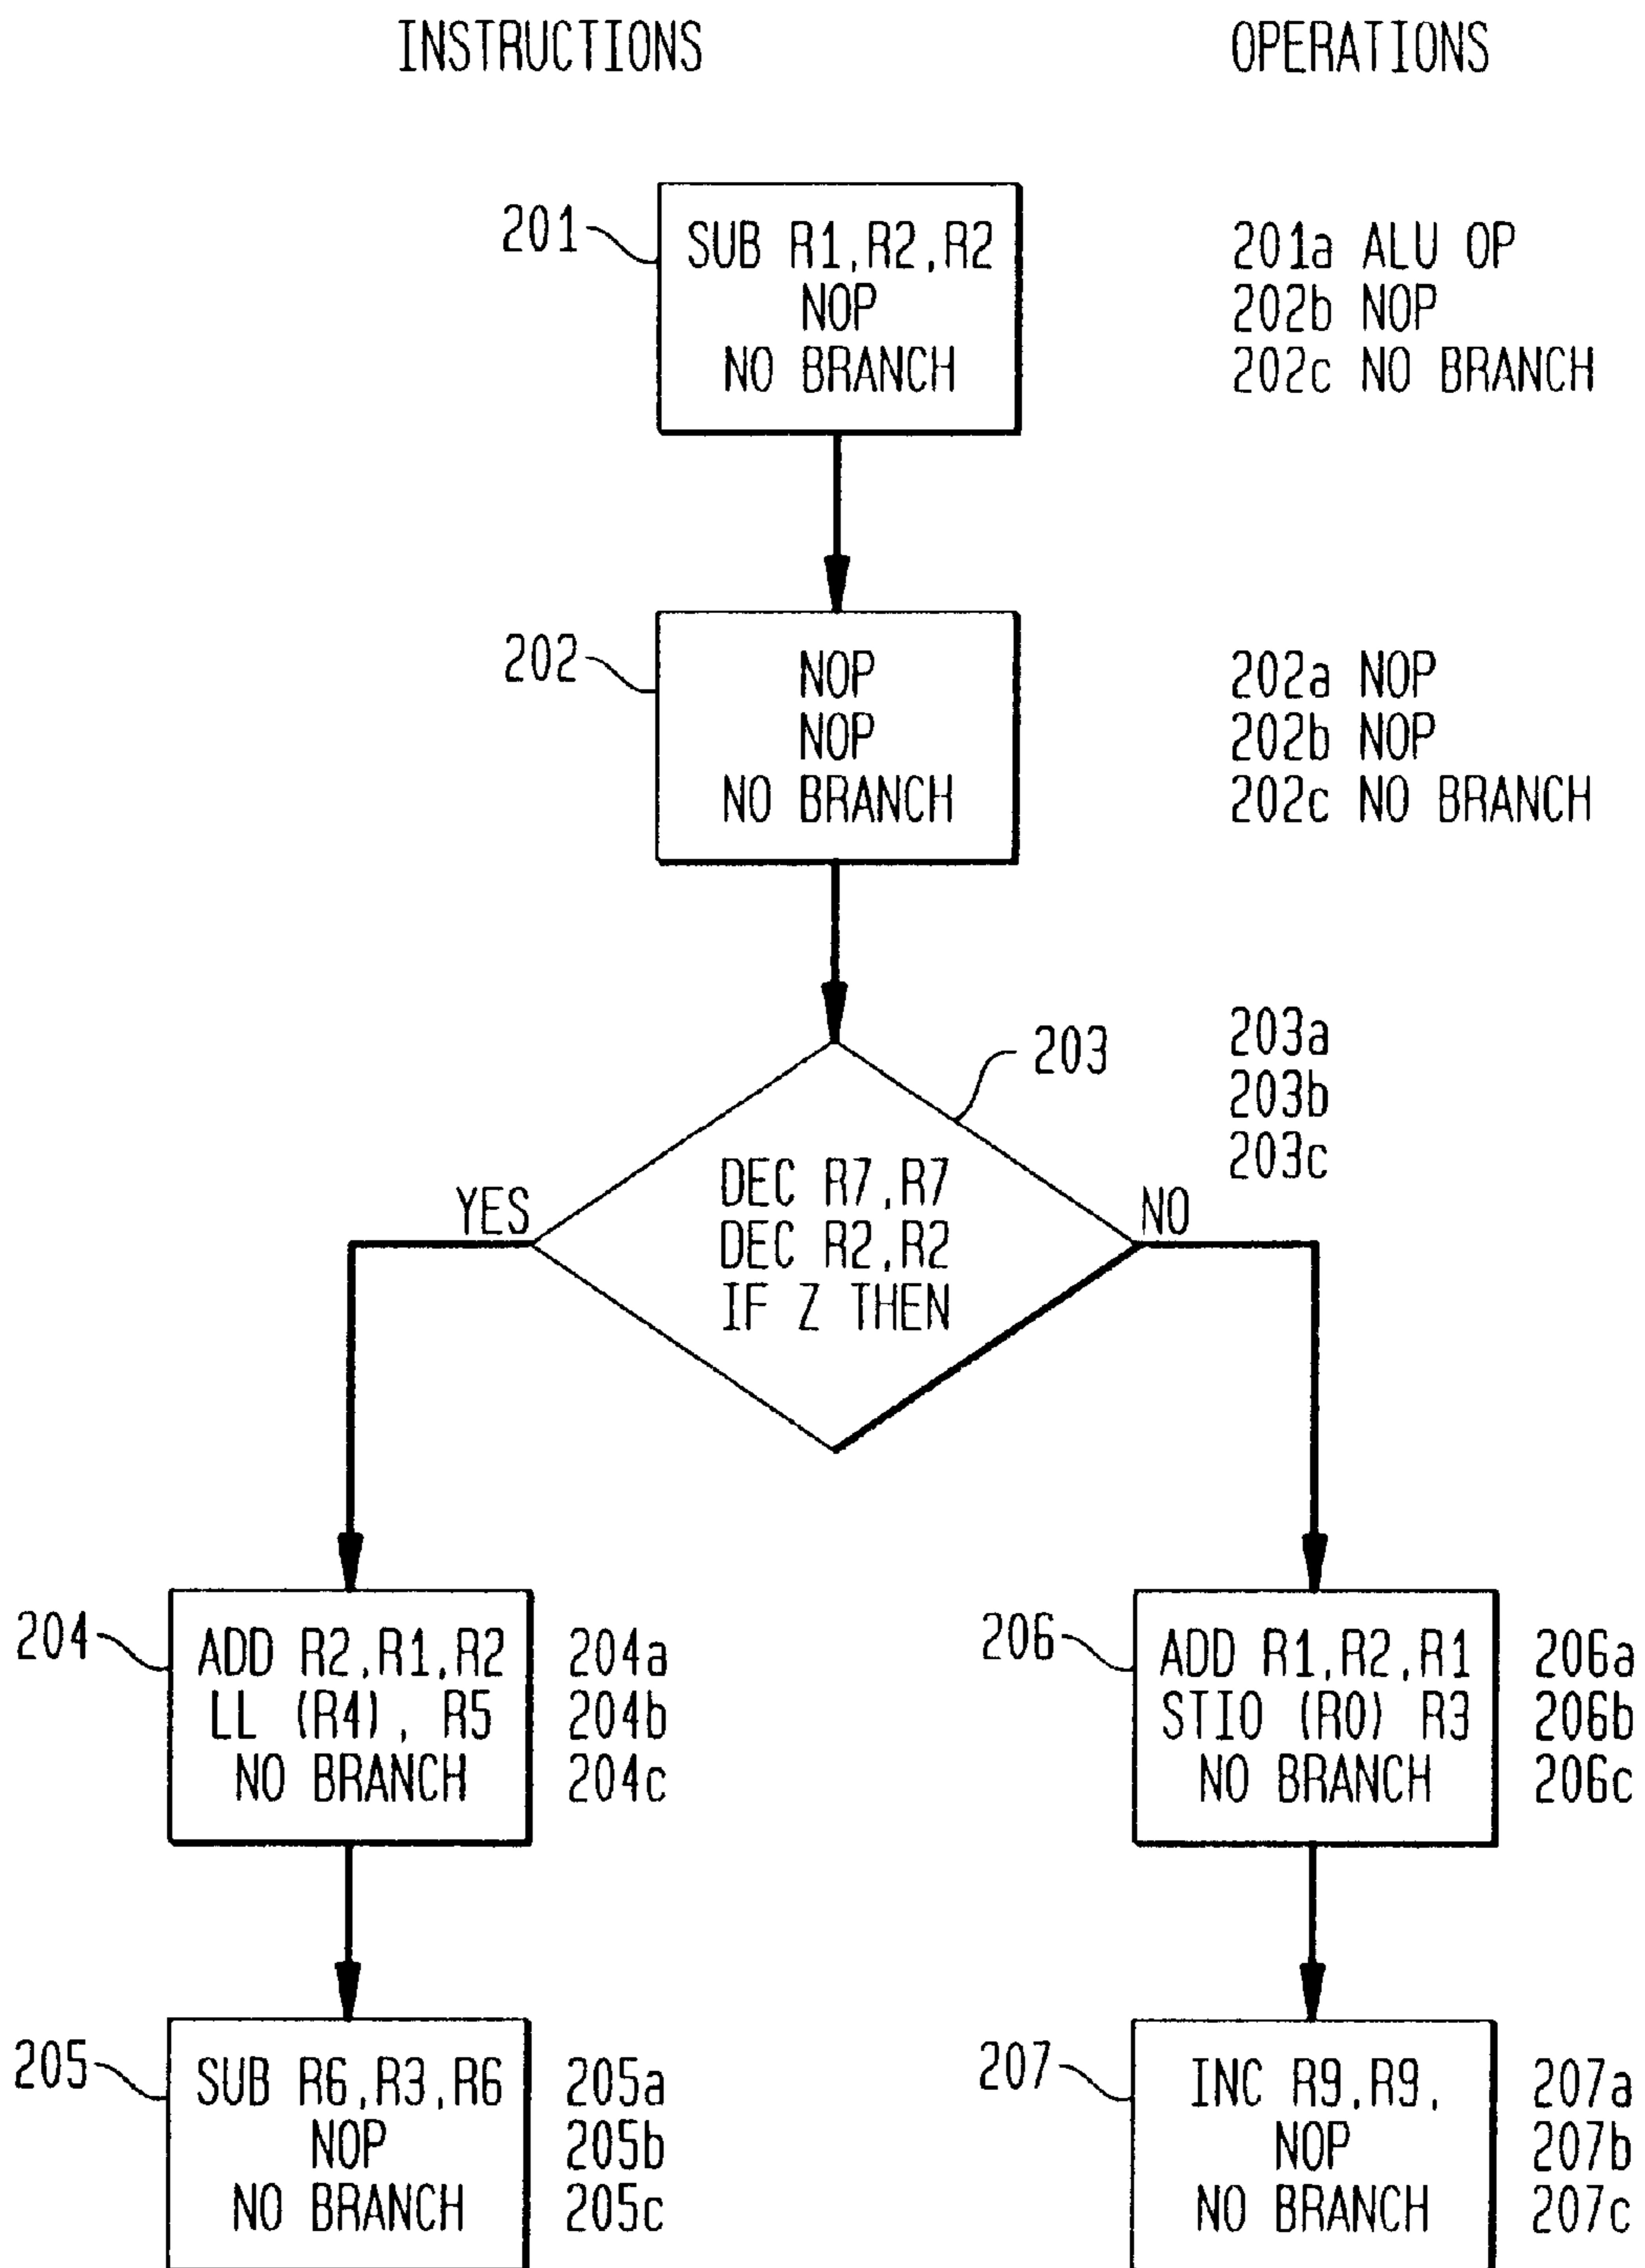 INSTRUCTIONS OPERATIONS
201 SUB R1,R2,R2 201a ALU OP
NOP 202b NOP
NO BRANCH 202c NO BRANCH
202 NOP 202a NOP
NOP 202b NOP
NO BRANCH 202c NO BRANCH
203 203a
203b
203c
YES DEC R7,R7 NO
DEC R2,R2
IF Z THEN
204 ADD R2,R1,R2 204a
LL (R4), R5 204b
NO BRANCH 204c
206 ADD R1,R2,R1 206a
STIO (R0) R3 206b
NO BRANCH 206c
205 SUB R6,R3,R6 205a
NOP 205b
NO BRANCH 205c
207 INC R9,R9, 207a
NOP 207b
NO BRANCH 207c